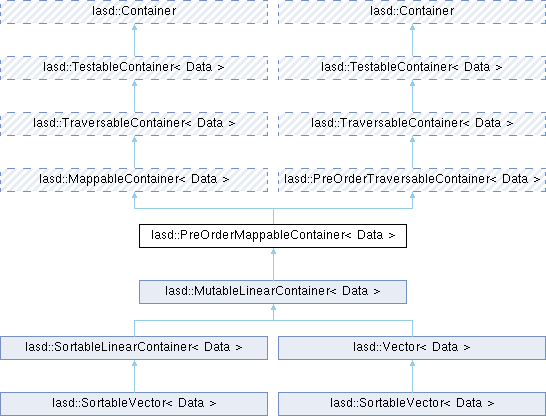 lasd::Container
lasd::Container
lasd::TestableContainer< Data >
lasd::TestableContainer< Data >
lasd::TraversableContainer< Data >
lasd::TraversableContainer< Data >
lasd::MappableContainer< Data >
lasd::PreOrderTraversableContainer< Data >
lasd::PreOrderMappableContainer< Data >
lasd::MutableLinearContainer< Data >
lasd::SortableLinearContainer< Data >
lasd::Vector< Data >
lasd::SortableVector< Data >
lasd::SortableVector< Data >